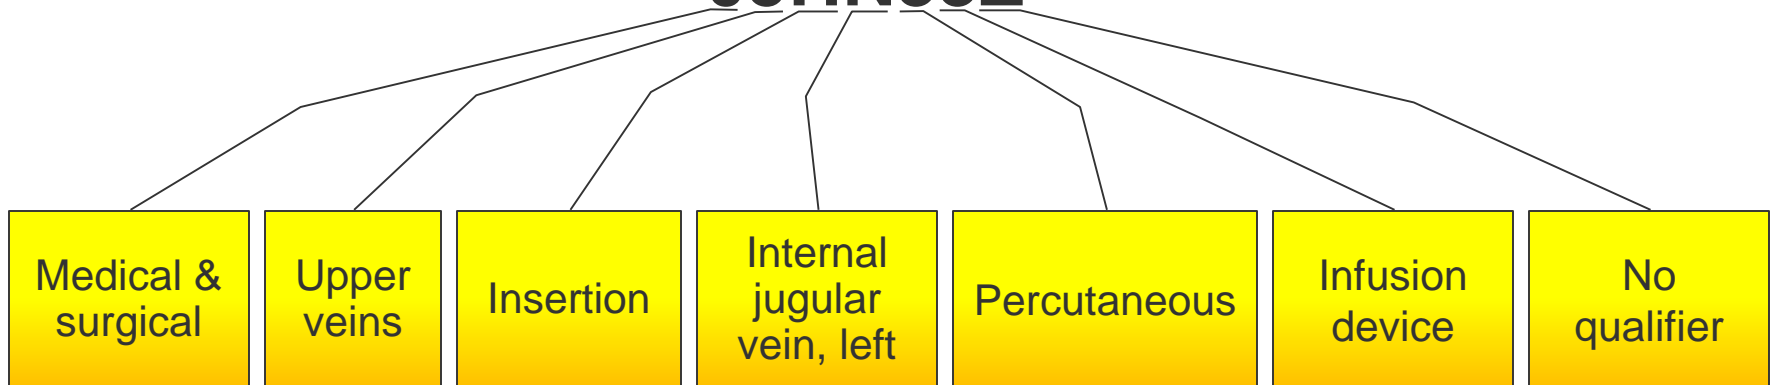 Medical &
surgical
Upper
veins
Insertion
Internal
jugular
vein, left
Percutaneous
Infusion
device
No
qualifier